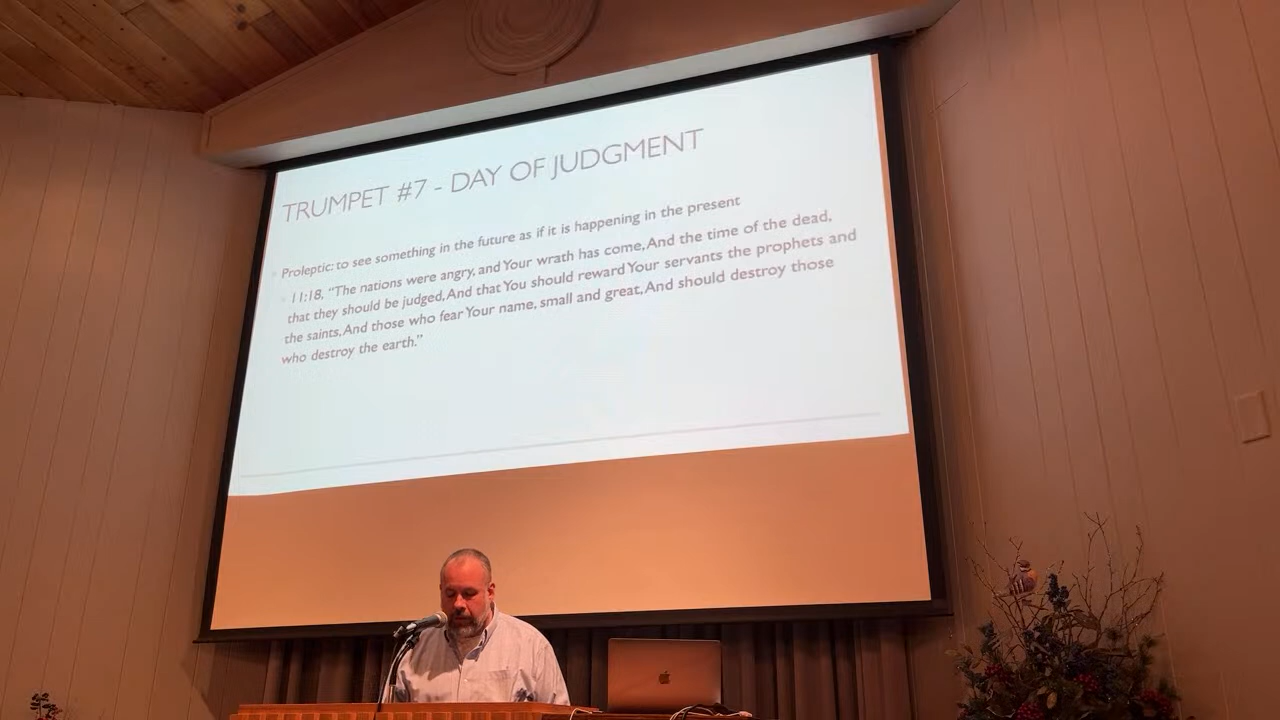 TRUMPET #7 - DAY OF JUDGMENT
Proleptic: to see something in the future as if it is happening in the present
11:18, “The nations were angry, and Your wrath has come, And the time of the dead,
that they should be judged, And that You should reward Your servants the prophets and
the saints, And those who fear Your name, small and great, And should destroy those
who destroy the earth.”